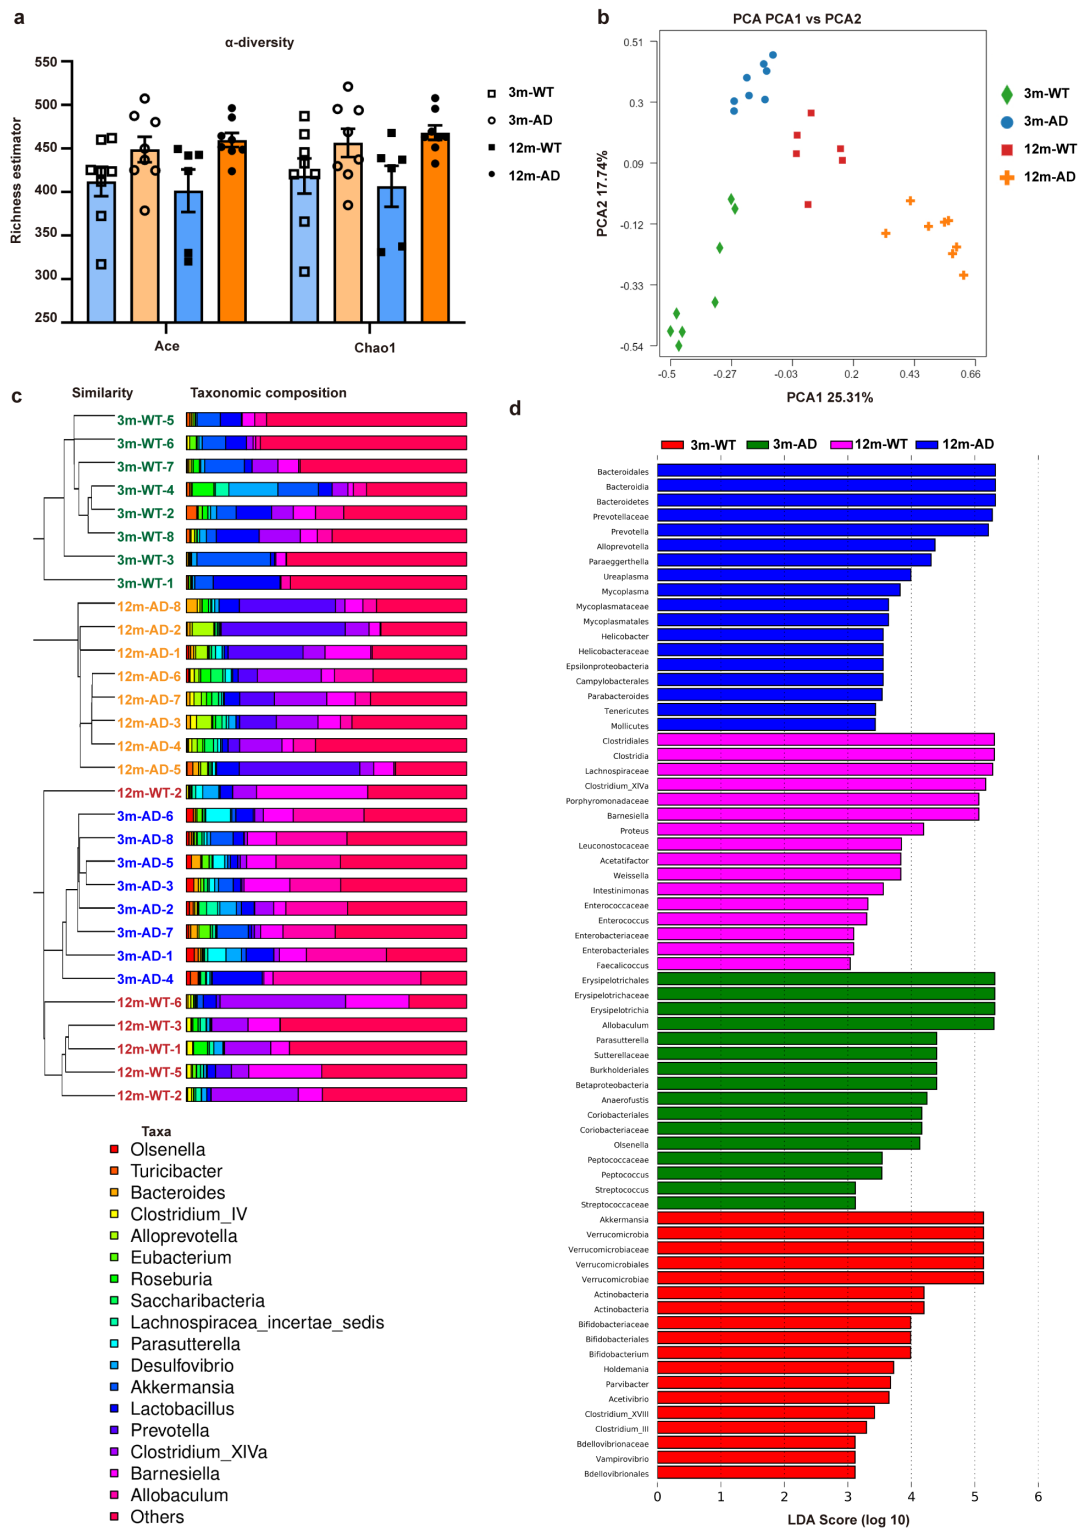 a
α-diversity
Richness estimator
550
500
450
400
350
300
250
Ace
Chao1
3m-WT
3m-AD
12m-WT
12m-AD
b
PCA PCA1 vs PCA2
PCA2 17.74%
0.51
0.3
0.09
-0.12
-0.33
-0.54
-0.5
-0.27
-0.03
0.2
0.43
0.66
PCA1 25.31%
3m-WT
3m-AD
12m-WT
12m-AD
c
Similarity
Taxonomic composition
3m-WT-5
3m-WT-6
3m-WT-7
3m-WT-4
3m-WT-2
3m-WT-8
3m-WT-3
3m-WT-1
12m-AD-8
12m-AD-2
12m-AD-1
12m-AD-6
12m-AD-7
12m-AD-3
12m-AD-4
12m-AD-5
12m-WT-2
3m-AD-6
3m-AD-8
3m-AD-5
3m-AD-3
3m-AD-2
3m-AD-7
3m-AD-1
3m-AD-4
12m-WT-6
12m-WT-3
12m-WT-1
12m-WT-5
12m-WT-2
Taxa
Olsenella
Turicibacter
Bacteroides
Clostridium_IV
Alloprevotella
Eubacterium
Roseburia
Saccharibacteria
Lachnospiracea_incertae_sedis
Parasutterella
Desulfovibrio
Akkermansia
Lactobacillus
Prevotella
Clostridium_XIVa
Barnesiella
Allobaculum
Others
d
3m-WT
3m-AD
12m-WT
12m-AD
Bacteroidales
Bacteroidia
Bacteroidetes
Prevotellaceae
Prevotella
Alloprevotella
Paraeggerthella
Ureaplasma
Mycoplasma
Mycoplasmataceae
Mycoplasmatales
Helicobacter
Helicobacteraceae
Epsilonproteobacteria
Campylobacterales
Parabacteroides
Tenericutes
Mollicutes
Clostridiales
Clostridia
Lachnospiraceae
Clostridium_XIVa
Porphyromonadaceae
Barnesiella
Proteus
Leuconostocaceae
Acetatifactor
Weissella
Intestinimonas
Enterococcaceae
Enterococcus
Enterobacteriaceae
Enterobacteriales
Faecalicoccus
Erysipelotrichales
Erysipelotrichaceae
Erysipelotrichia
Allobaculum
Parasutterella
Sutterellaceae
Burkholderiales
Betaproteobacteria
Anaerofustis
Coriobacteriales
Coriobacteriaceae
Olsenella
Peptococcaceae
Peptococcus
Streptococcus
Streptococcaceae
Akkermansia
Verrucomicrobia
Verrucomicrobiaceae
Verrucomicrobiales
Verrucomicrobiae
Actinobacteria
Actinobacteria
Bifidobacteriaceae
Bifidobacteriales
Bifidobacterium
Holdemania
Parvibacter
Acetivibrio
Clostridium_XVIII
Clostridium_III
Bdellovibrionaceae
Vampirovibrio
Bdellovibrionales
0
1
2
3
4
5
6
LDA Score (log 10)